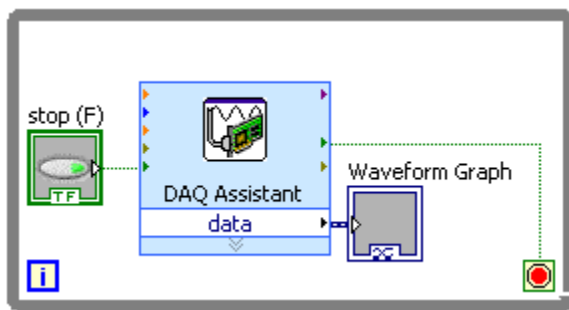 stop (F)
TF
DAQ Assistant
data
Waveform Graph
i